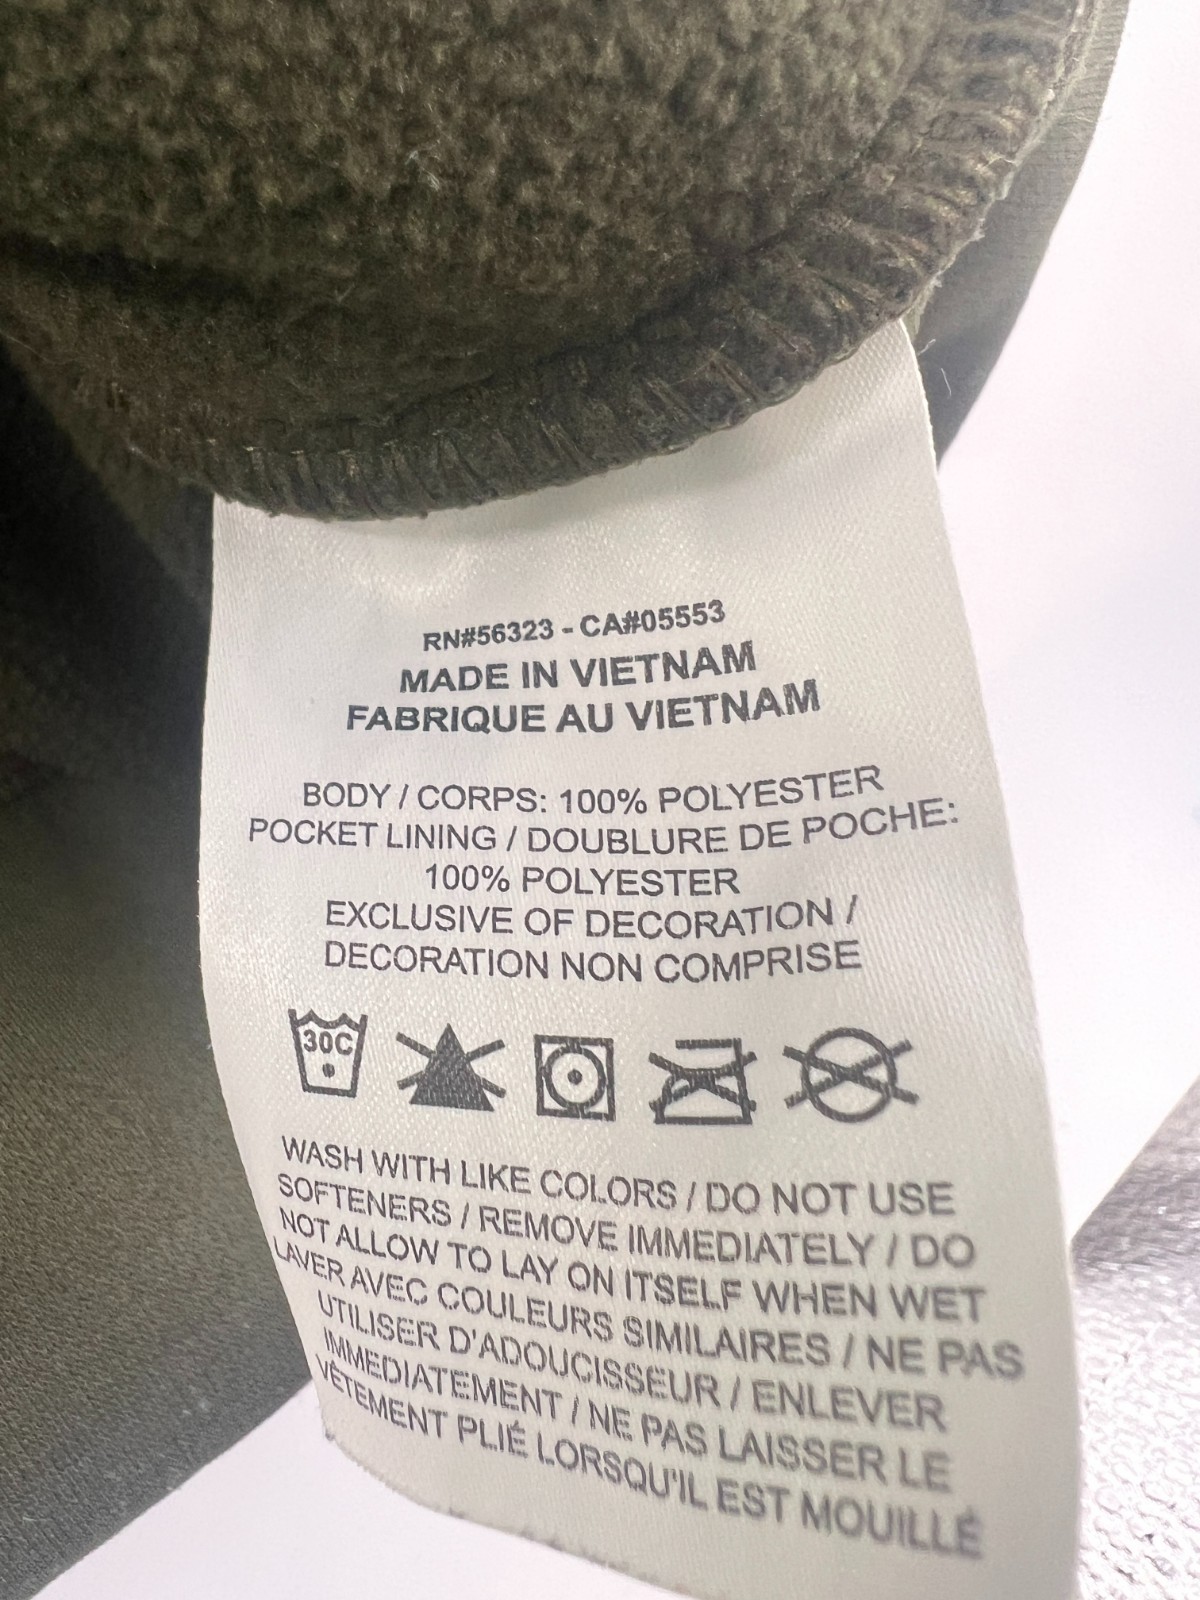 RN#56323 - CA#05553
MADE IN VIETNAM
FABRIQUE AU VIETNAM
BODY / CORPS: 100% POLYESTER
POCKET LINING / DOUBLURE DE POCHE:
100% POLYESTER
EXCLUSIVE OF DECORATION /
DECORATION NON COMPRISE
30C
WASH WITH LIKE COLORS / DO NOT USE
SOFTENERS / REMOVE IMMEDIATELY / DO
NOT ALLOW TO LAY ON ITSELF WHEN WET
LAVER AVEC COULEURS SIMILAIRES / NE PAS
UTILISER D'ADOUCISSEUR / ENLEVER
IMMEDIATEMENT / NE PAS LAISSER LE
VÊTEMENT PLIÉ LORSQU'IL EST MOUILLÉ